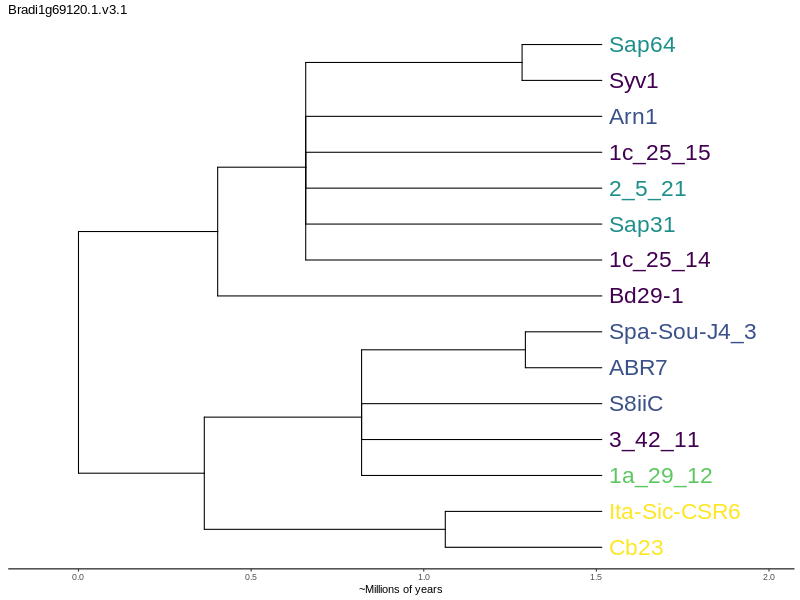 Bradi1g69120.1.v3.1
Sap64
Syv1
Arn1
1c_25_15
2_5_21
Sap31
1c_25_14
Bd29-1
Spa-Sou-J4_3
ABR7
S8iiC
3_42_11
1a_29_12
Ita-Sic-CSR6
Cb23
0.0 0.5 1.0 1.5 2.0
~Millions of years